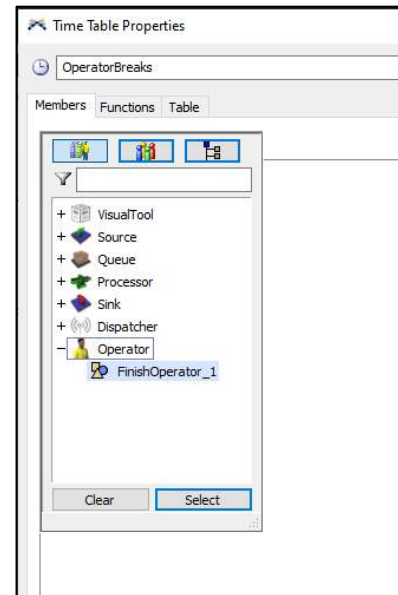 Time Table Properties
OperatorBreaks
Members Functions Table
VisualTool
Source
Queue
Processor
Sink
Dispatcher
Operator
FinishOperator_1
Clear Select